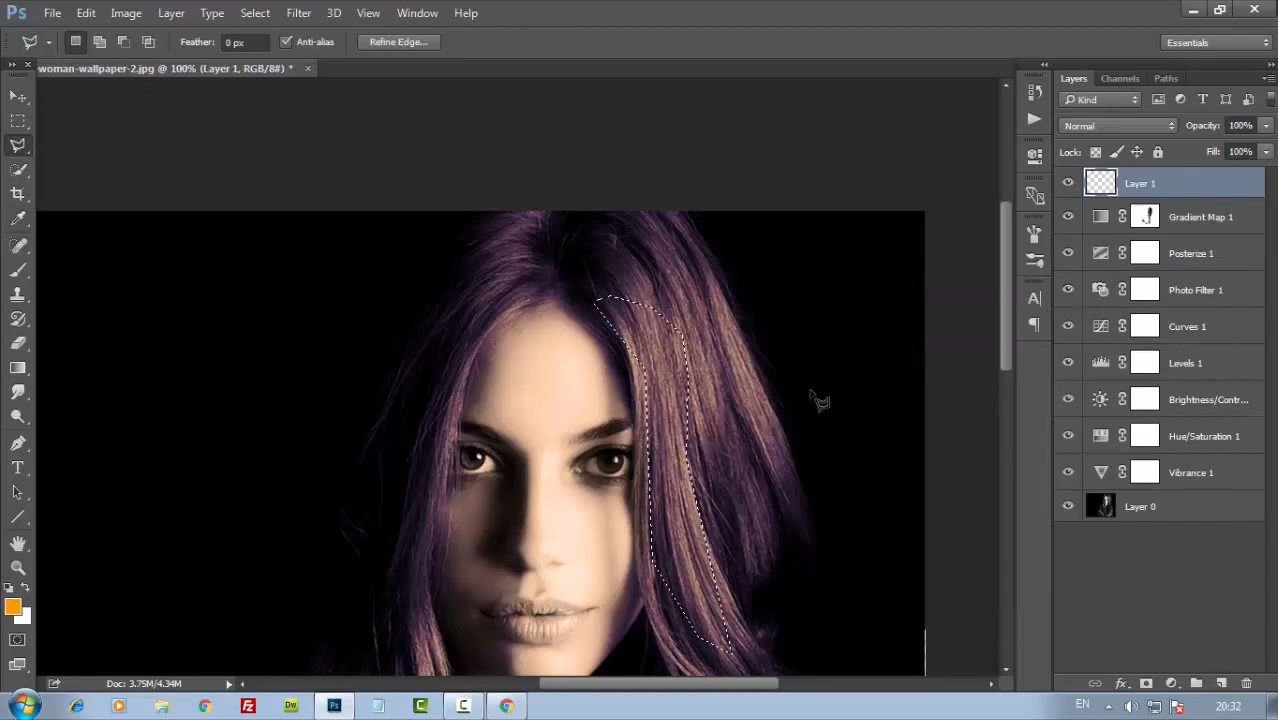 Ps File Edit Image Layer Type Select Filter 3D View Window Help
Feather: 0 px Anti-alias Refine Edge... Essentials
-woman-wallpaper-2.jpg @ 100% (Layer 1, RGB/8#) * ×
Layers Channels Paths
Kind
Normal Opacity: 100%
Lock: Fill: 100%
Layer 1
Gradient Map 1
Posterize 1
Photo Filter 1
Curves 1
Levels 1
Brightness/Contr...
Hue/Saturation 1
Vibrance 1
Layer 0
Doc: 3.75M/4.34M
EN 20:32